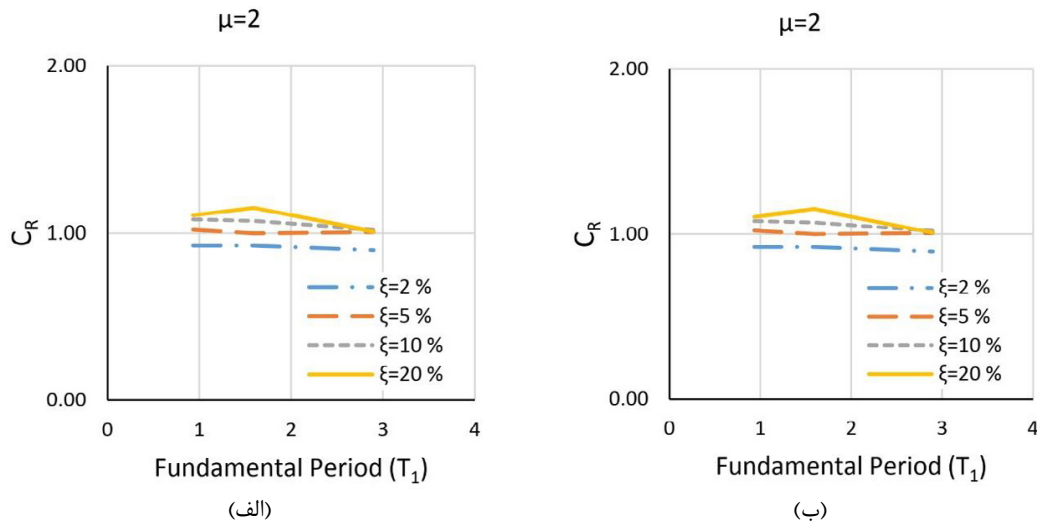 μ=2
2.00
1.00
0.00
C_R
ξ=2 %
ξ=5 %
ξ=10 %
ξ=20 %
0 1 2 3 4
Fundamental Period (T₁)
(الف)
μ=2
2.00
1.00
0.00
C_R
ξ=2 %
ξ=5 %
ξ=10 %
ξ=20 %
0 1 2 3 4
Fundamental Period (T₁)
(ب)